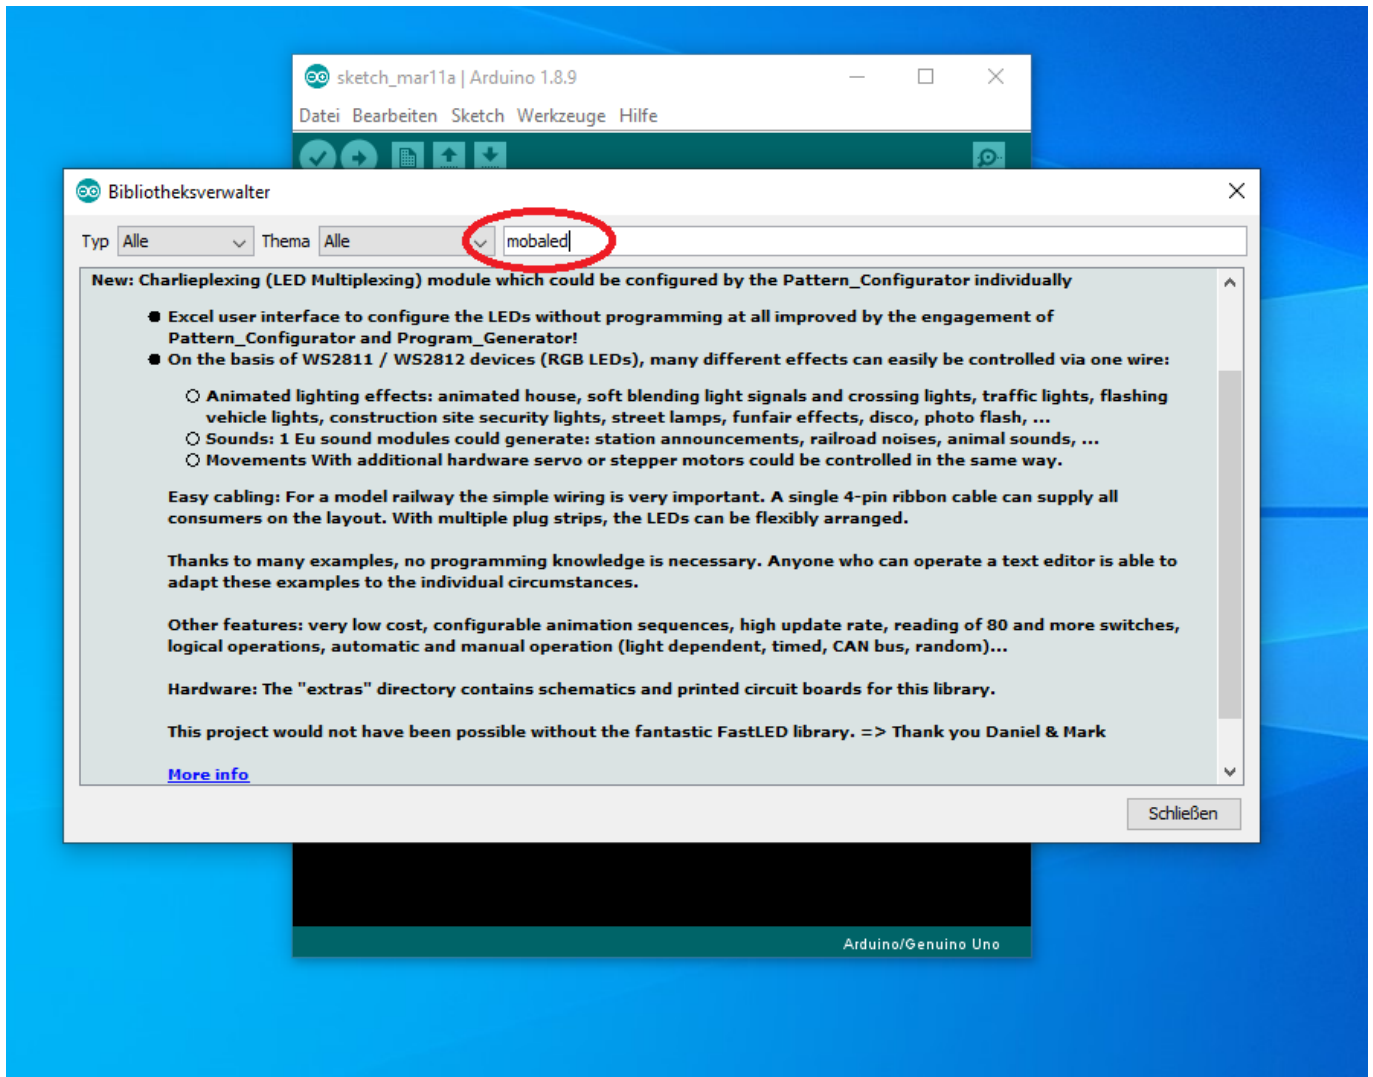 sketch_mar11a | Arduino 1.8.9
Datei Bearbeiten Sketch Werkzeuge Hilfe
Bibliotheksverwalter
Typ Alle Thema Alle mobaled
New: Charlieplexing (LED Multiplexing) module which could be configured by the Pattern_Configurator individually
Excel user interface to configure the LEDs without programming at all improved by the engagement of
Pattern_Configurator and Program_Generator!
On the basis of WS2811 / WS2812 devices (RGB LEDs), many different effects can easily be controlled via one wire:
Animated lighting effects: animated house, soft blending light signals and crossing lights, traffic lights, flashing
vehicle lights, construction site security lights, street lamps, funfair effects, disco, photo flash, ...
Sounds: 1 Eu sound modules could generate: station announcements, railroad noises, animal sounds, ...
Movements With additional hardware servo or stepper motors could be controlled in the same way.
Easy cabling: For a model railway the simple wiring is very important. A single 4-pin ribbon cable can supply all
consumers on the layout. With multiple plug strips, the LEDs can be flexibly arranged.
Thanks to many examples, no programming knowledge is necessary. Anyone who can operate a text editor is able to
adapt these examples to the individual circumstances.
Other features: very low cost, configurable animation sequences, high update rate, reading of 80 and more switches,
logical operations, automatic and manual operation (light dependent, timed, CAN bus, random)...
Hardware: The "extras" directory contains schematics and printed circuit boards for this library.
This project would not have been possible without the fantastic FastLED library. => Thank you Daniel & Mark
More info
Schließen
Arduino/Genuino Uno